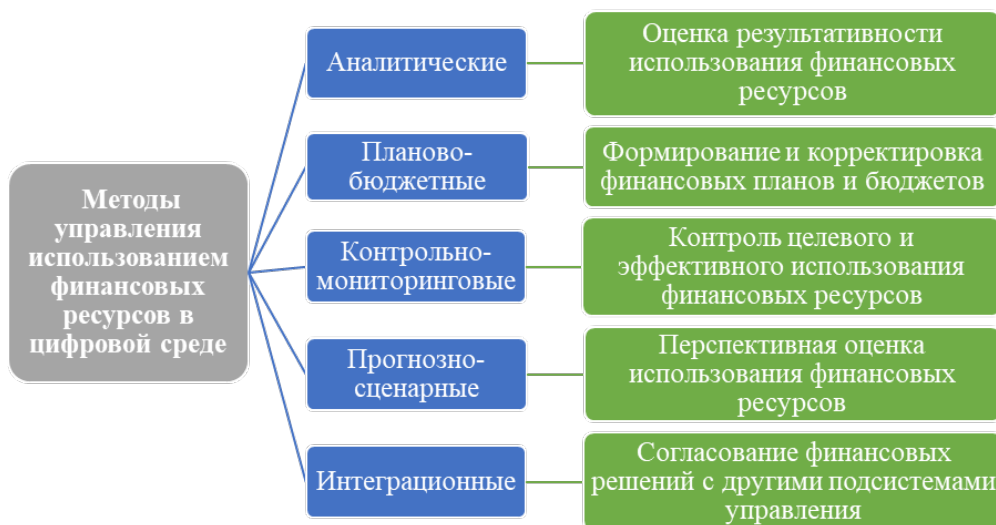 Методы
управления
использованием
финансовых
ресурсов в
цифровой среде
Аналитические
Оценка результативности
использования финансовых
ресурсов
Планово-
бюджетные
Формирование и корректировка
финансовых планов и бюджетов
Контрольно-
мониторинговые
Контроль целевого и
эффективного использования
финансовых ресурсов
Прогнозно-
сценарные
Перспективная оценка
использования финансовых
ресурсов
Интеграционные
Согласование финансовых
решений с другими подсистемами
управления